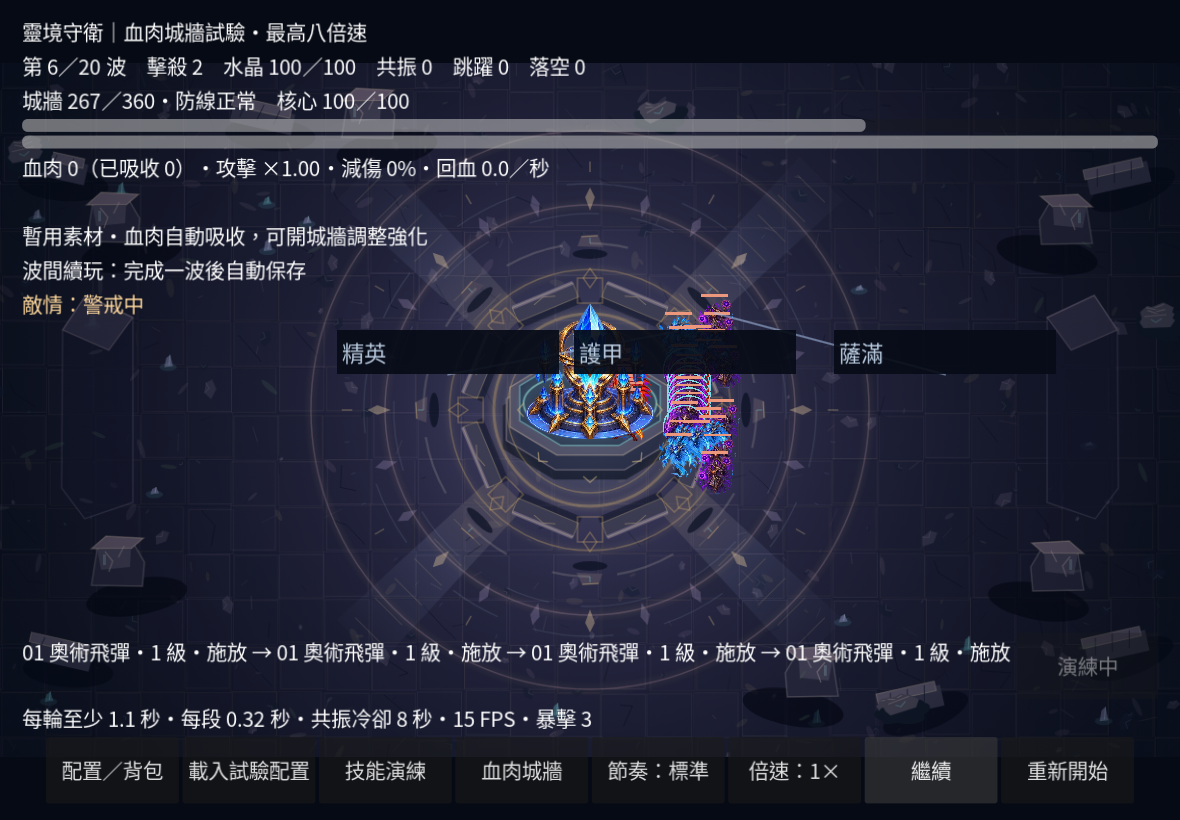 靈境守衛｜血肉城牆試驗・最高八倍速
第 6／20 波　擊殺 2　水晶 100／100　共振 0　跳躍 0　落空 0
城牆 267／360・防線正常　核心 100／100
血肉 0（已吸收 0）・攻擊 ×1.00・減傷 0%・回血 0.0／秒
暫用素材・血肉自動吸收，可開城牆調整強化
波間續玩：完成一波後自動保存
敵情：警戒中
精英
護甲
薩滿
01 奧術飛彈・1 級・施放 → 01 奧術飛彈・1 級・施放 → 01 奧術飛彈・1 級・施放 → 01 奧術飛彈・1 級・施放
演練中
每輪至少 1.1 秒・每段 0.32 秒・共振冷卻 8 秒・15 FPS・暴擊 3
配置／背包
載入試驗配置
技能演練
血肉城牆
節奏：標準
倍速：1×
繼續
重新開始